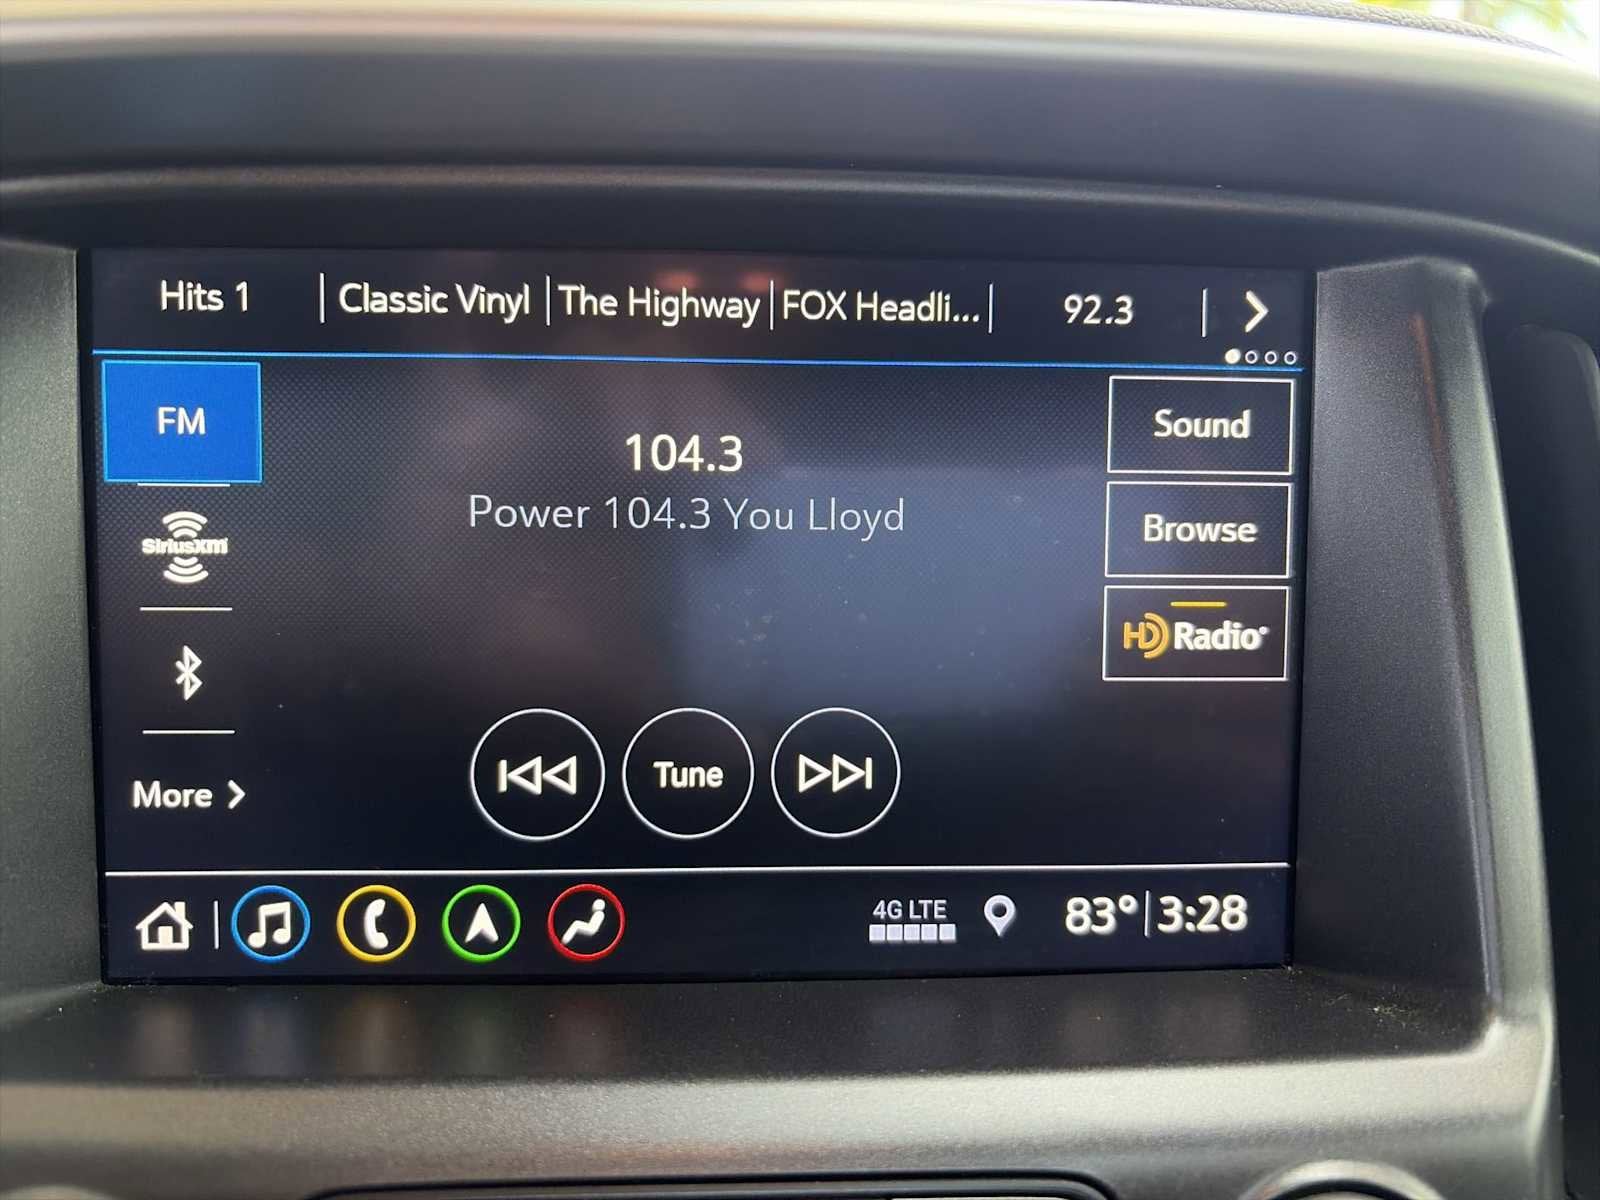 Hits 1 Classic Vinyl The Highway FOX Headli... 92.3
FM
104.3
Sound
Power 104.3 You Lloyd
SiriusXM
Browse
HD Radio
More
Tune
4G LTE
83° 3:28